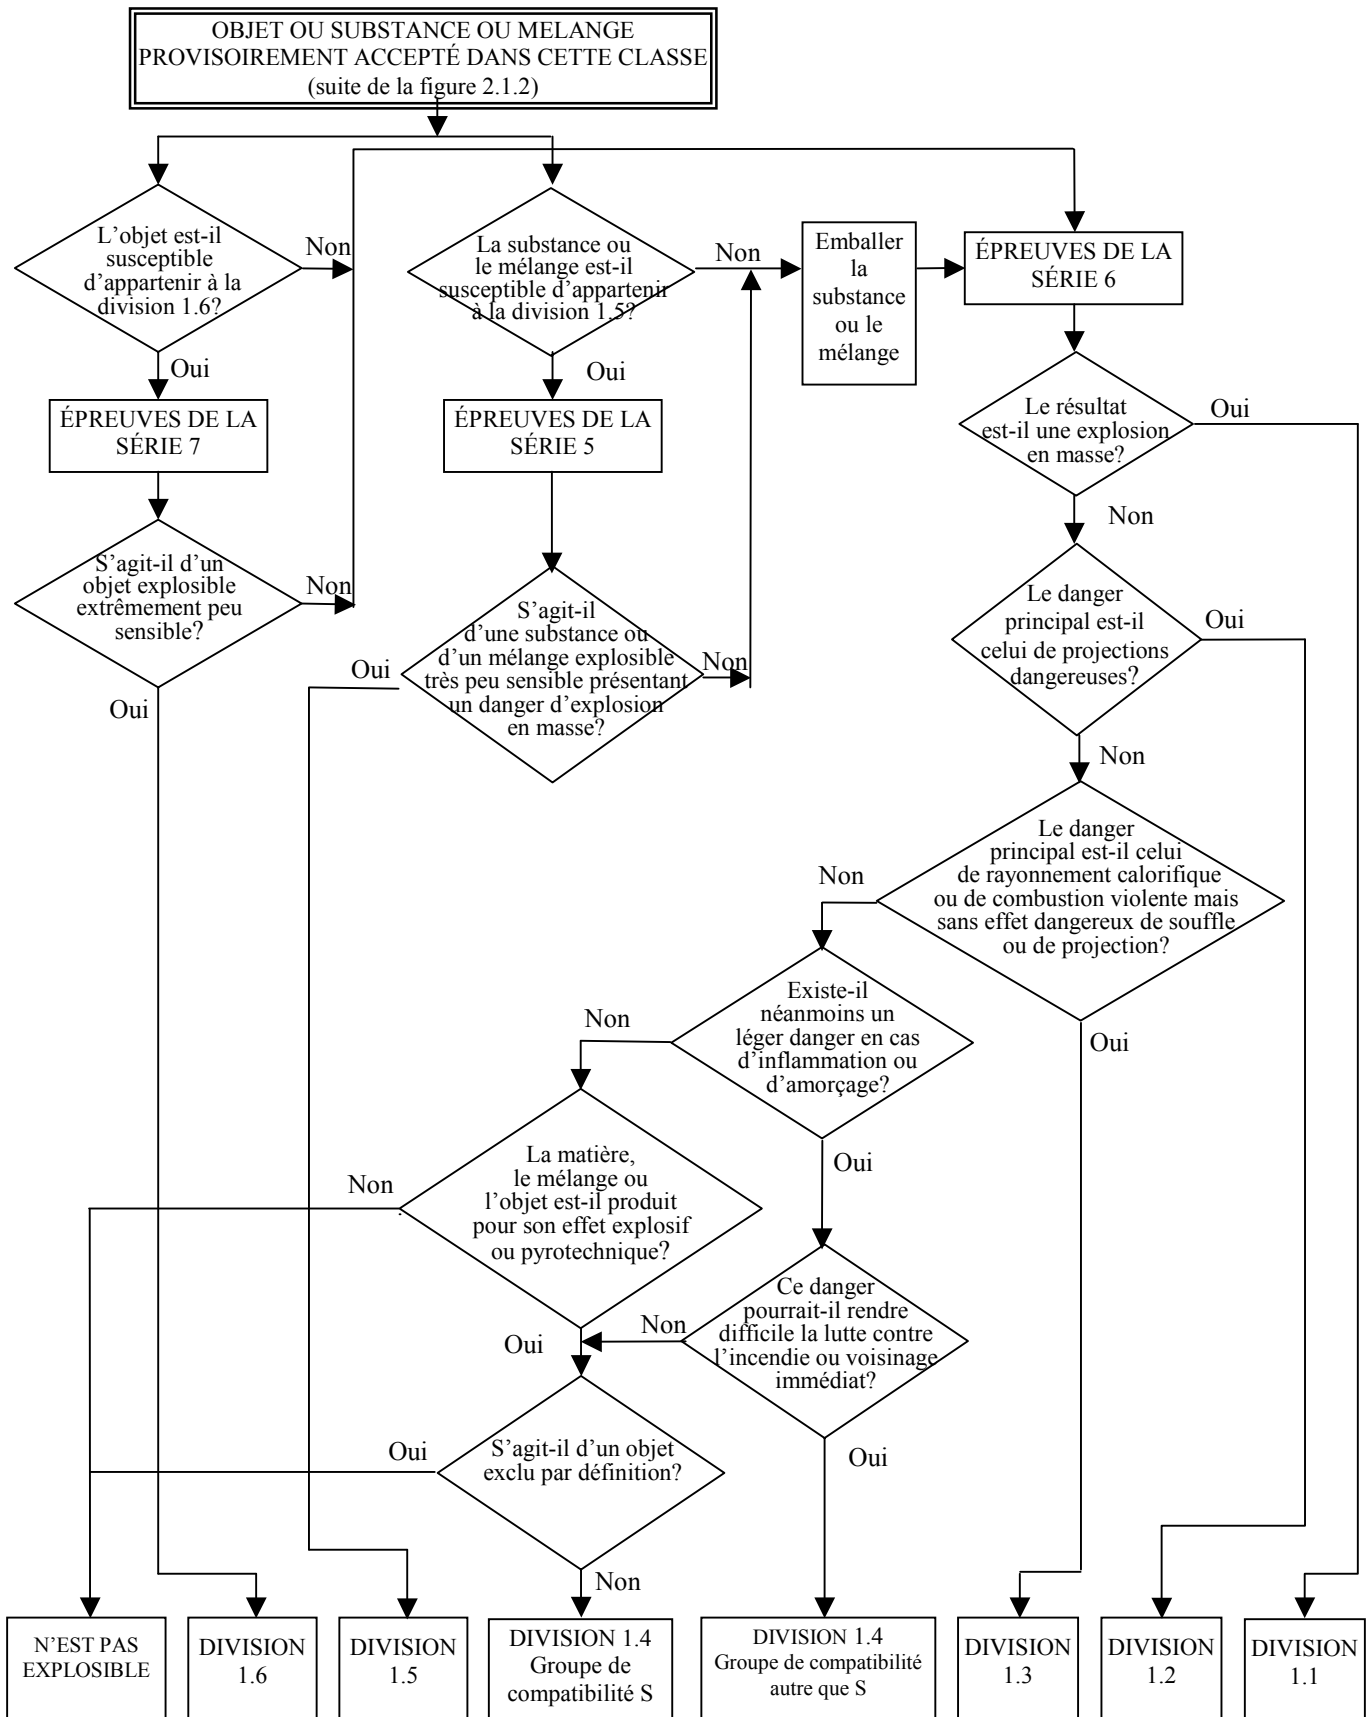 OBJET OU SUBSTANCE OU MELANGE
PROVISOIREMENT ACCEPTÉ DANS CETTE CLASSE
(suite de la figure 2.1.2)
L’objet est-il
susceptible
d’appartenir à la
division 1.6?
Non
Oui
La substance ou
le mélange est-il
susceptible d’appartenir
à la division 1.5?
Non
Oui
Emballer
la
substance
ou le
mélange
ÉPREUVES DE LA
SÉRIE 6
ÉPREUVES DE LA
SÉRIE 7
ÉPREUVES DE LA
SÉRIE 5
Le résultat
est-il une explosion
en masse?
Oui
Non
S’agit-il d’un
objet explosible
extrêmement peu
sensible?
Non
Oui
S’agit-il
d’une substance ou
d’un mélange explosible
très peu sensible présentant
un danger d’explosion
en masse?
Oui
Non
Le danger
principal est-il
celui de projections
dangereuses?
Oui
Non
Le danger
principal est-il celui
de rayonnement calorifique
ou de combustion violente mais
sans effet dangereux de souffle
ou de projection?
Non
Oui
Existe-il
néanmoins un
léger danger en cas
d’inflammation ou
d’amorçage?
Non
Oui
La matière,
le mélange ou
l’objet est-il produit
pour son effet explosif
ou pyrotechnique?
Non
Oui
Ce danger
pourrait-il rendre
difficile la lutte contre
l’incendie ou voisinage
immédiat?
Non
Oui
S’agit-il d’un objet
exclu par définition?
Oui
Non
N’EST PAS
EXPLOSIBLE
DIVISION
1.6
DIVISION
1.5
DIVISION 1.4
Groupe de
compatibilité S
DIVISION 1.4
Groupe de compatibilité
autre que S
DIVISION
1.3
DIVISION
1.2
DIVISION
1.1